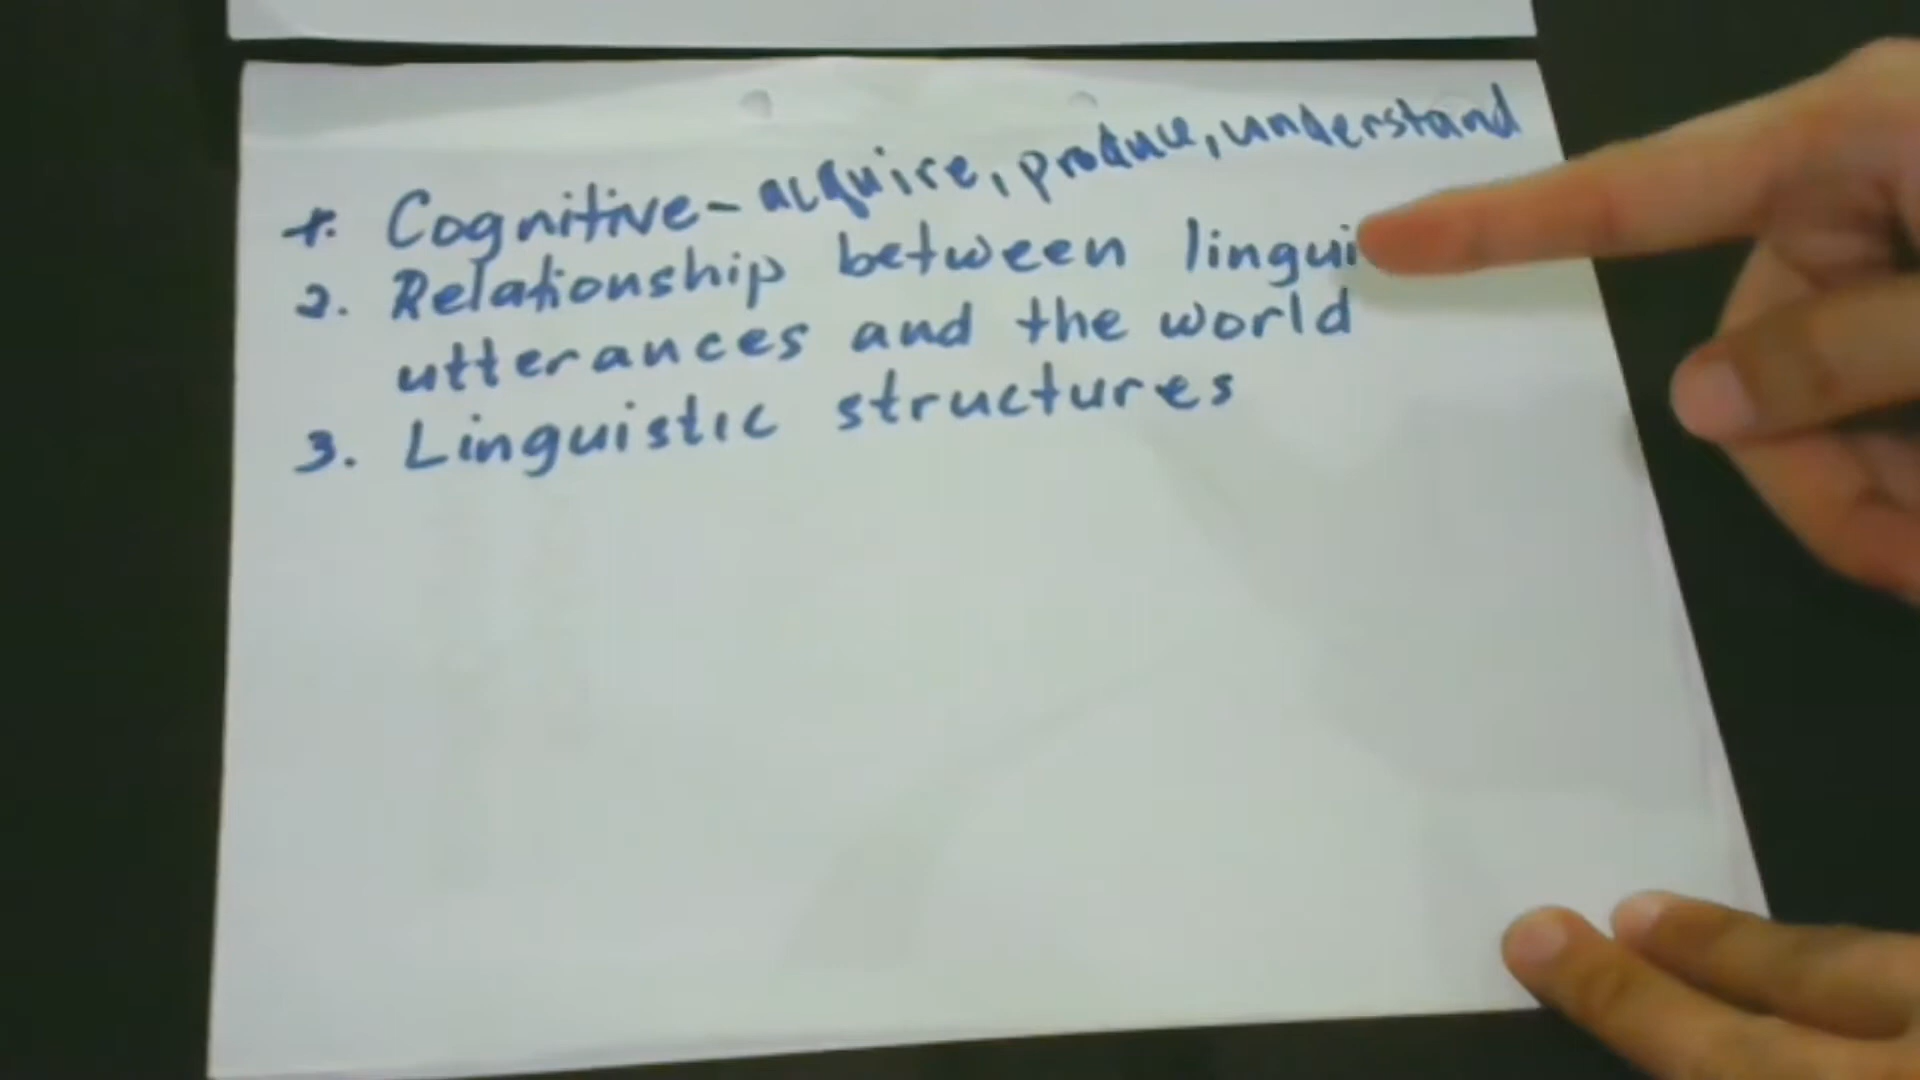 1. Cognitive - acquire, produce, understand
2. Relationship between lingui
utterances and the world
3. Linguistic structures